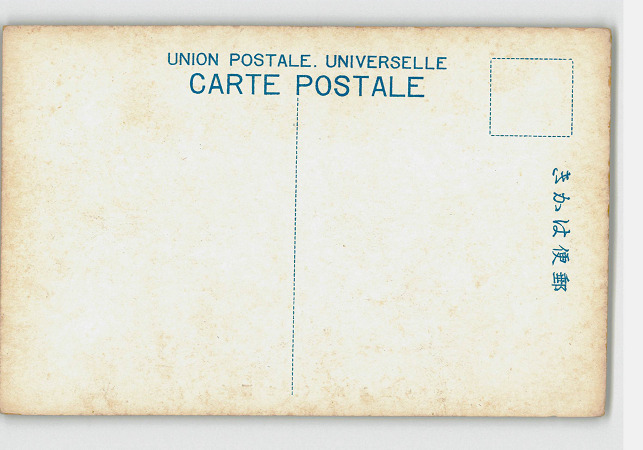 UNION POSTALE. UNIVERSELLE
CARTE POSTALE
郵便はかき